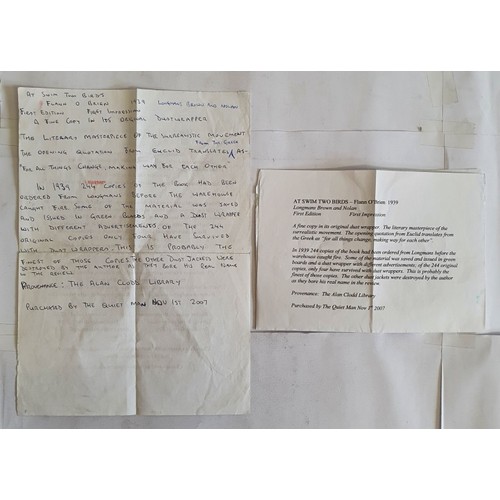 AT SWIM TWO BIRDS
FLANN O BRIEN 1939 LONGMANS BROWN AND NOLAN
FIRST EDITION FIRST IMPRESSION
A FINE COPY IN ITS ORIGINAL DUSTWRAPPER.
THE LITERARY MASTERPIECE OF THE SURREALISTIC MOVEMENT
FROM THE GREEK
THE OPENING QUOTATION FROM EUCLID TRANSLATES AS-
"FOR ALL THINGS CHANGE, MAKING WAY FOR EACH OTHER"
IN 1939 244 COPIES OF THE BOOK HAD BEEN
ORDERED FROM LONGMANS BEFORE THE WAREHOUSE
CAUGHT FIRE SOME OF THE MATERIAL WAS SAVED
AND ISSUED IN GREEN BOARDS AND A DUST WRAPPER
WITH DIFFERENT ADVERTISEMENTS OF THE 244
ORIGINAL COPIES ONLY FOUR HAVE SURVIVED
WITH DUST WRAPPERS. THIS IS PROBABLY THE
FINEST OF THOSE COPIES THE OTHER DUST JACKETS WERE
DESTROYED BY THE AUTHOR AS THEY BORE HIS REAL NAME
IN THE REVIEW
PROVENANCE: THE ALAN CLODD LIBRARY
PURCHASED BY THE QUIET MAN NOV 1ST 2007
AT SWIM TWO BIRDS – Flann O'Brien 1939
Longmans Brown and Nolan
First Edition First Impression
A fine copy in its original dust wrapper. The literary masterpiece of the
surrealistic movement. The opening quotation from Euclid translates from
the Greek as "for all things change, making way for each other".
In 1939 244 copies of the book had been ordered from Longmans before the
warehouse caught fire. Some of the material was saved and issued in green
boards and a dust wrapper with different advertisements; of the 244 original
copies, only four have survived with dust wrappers. This is probably the
finest of those copies. The other dust jackets were destroyed by the author
as they bore his real name in the review
Provenance: The Alan Clodd Library
Purchased by The Quiet Man Nov 1st 2007